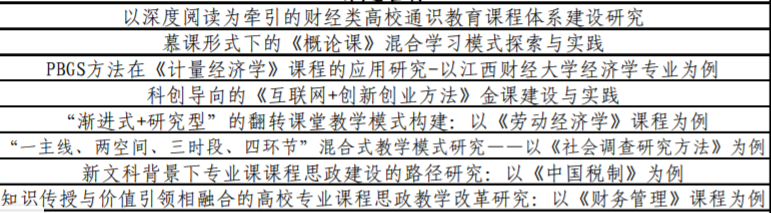 以深度阅读为牵引的财经类高校通识教育课程体系建设研究
慕课形式下的《概论课》混合学习模式探索与实践
PBGS方法在《计量经济学》课程的应用研究-以江西财经大学经济学专业为例
科创导向的《互联网+创新创业方法》金课建设与实践
“渐进式+研究型”的翻转课堂教学模式构建：以《劳动经济学》课程为例
“一主线、两空间、三时段、四环节”混合式教学模式研究——以《社会调查研究方法》为例
新文科背景下专业课课程思政建设的路径研究：以《中国税制》为例
知识传授与价值引领相融合的高校专业课程思政教学改革研究：以《财务管理》课程为例